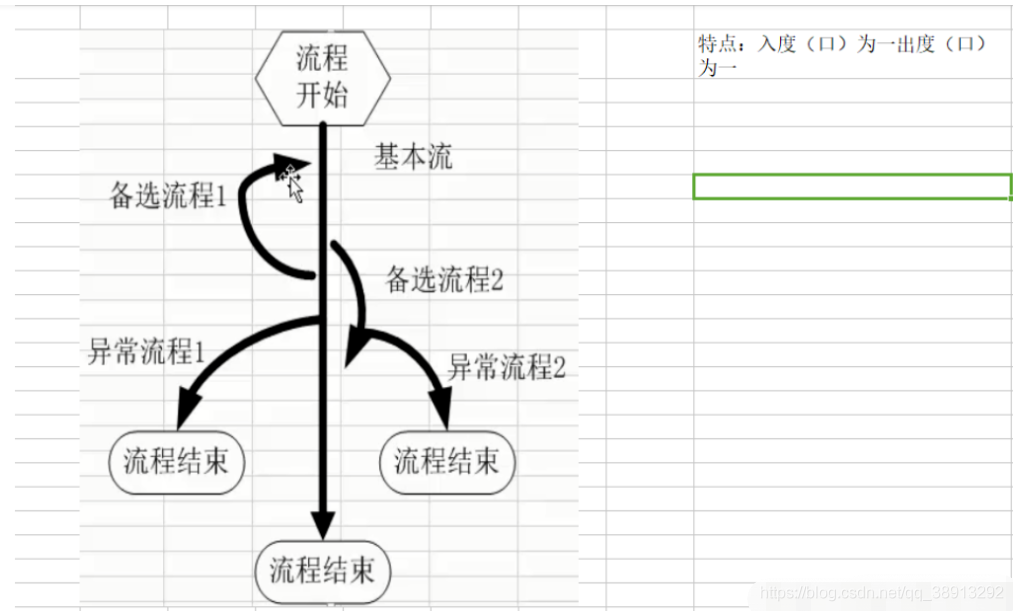 流程
开始
特点：入度（口）为一出度（口）
为一
基本流
备选流程1
备选流程2
异常流程1
异常流程2
流程结束
流程结束
流程结束
https://blog.csdn.net/qq_38913292